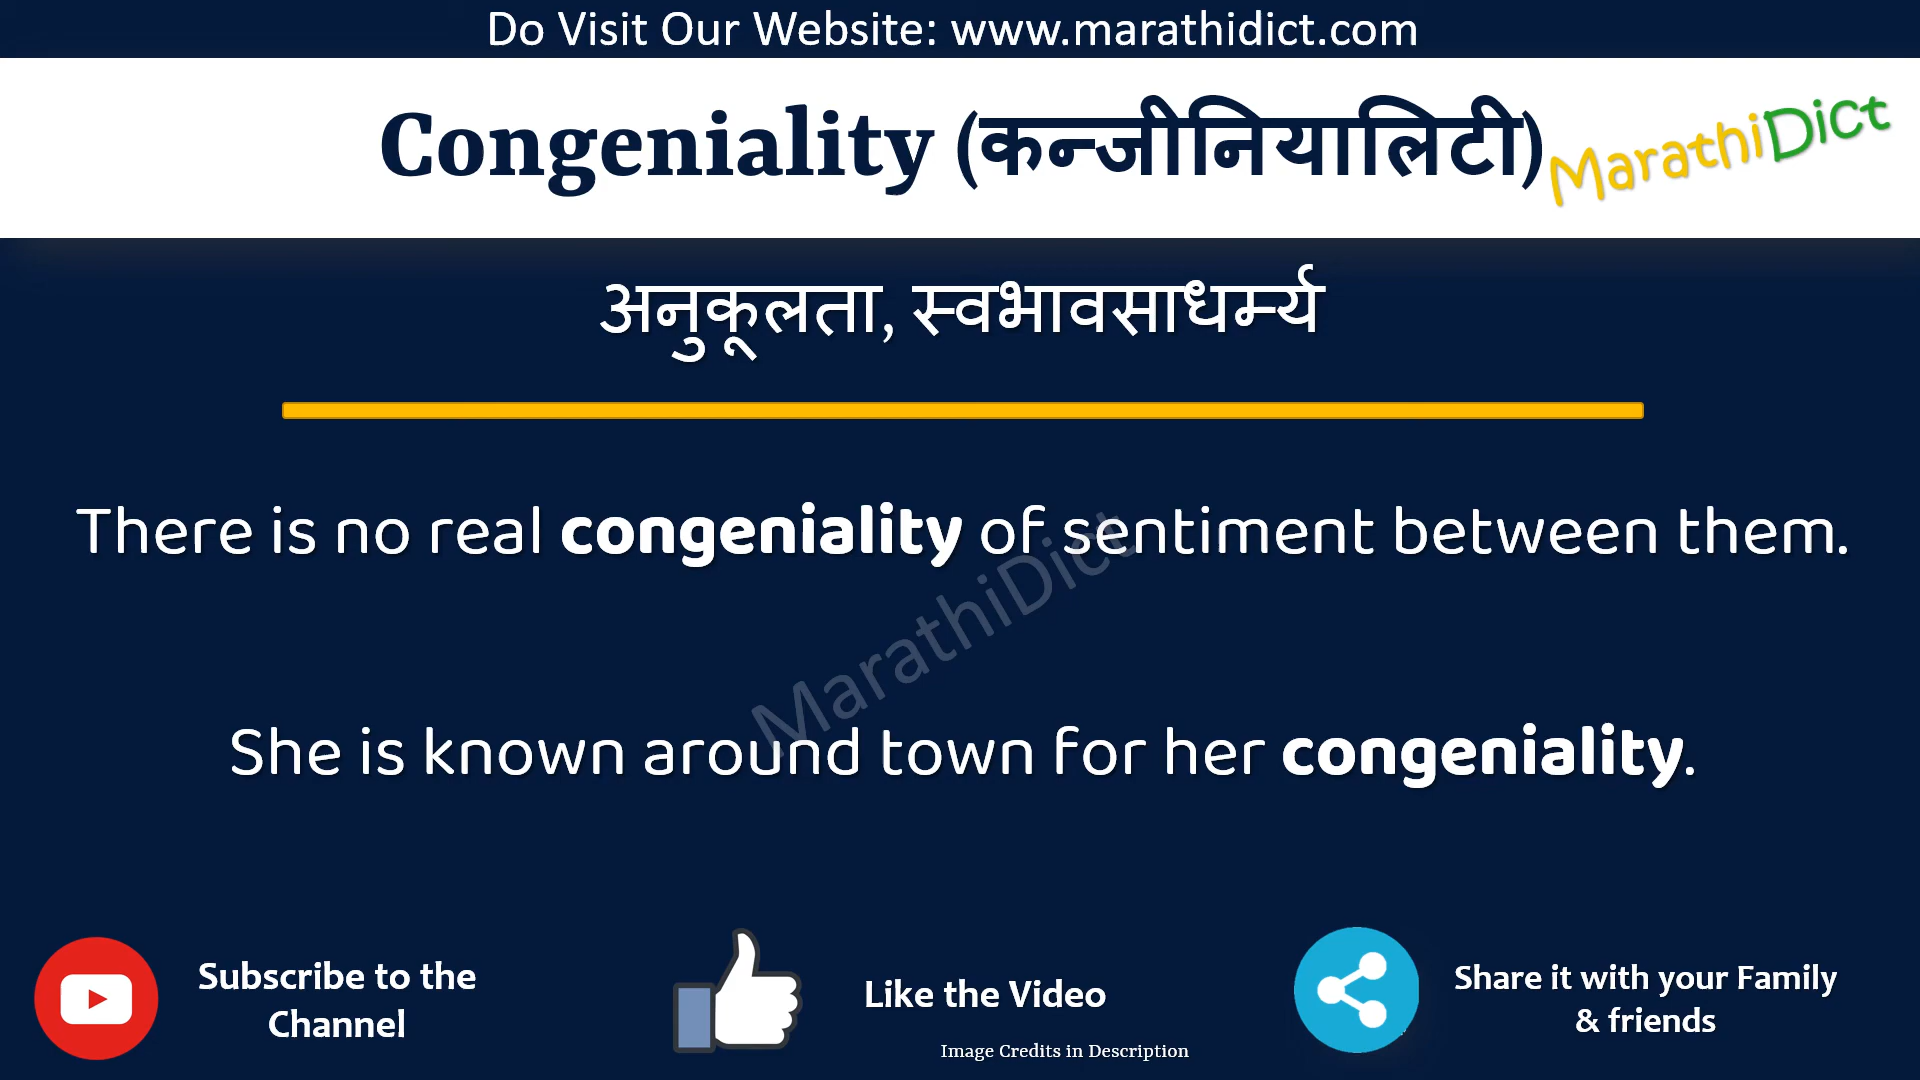 Do Visit Our Website: www.marathidict.com
Congeniality (कन्जीनियालिटी)
MarathiDict
अनुकूलता, स्वभावसाधर्म्य
There is no real congeniality of sentiment between them.
MarathiDict
She is known around town for her congeniality.
Subscribe to the
Channel
Like the Video
Share it with your Family
& friends
Image Credits in Description